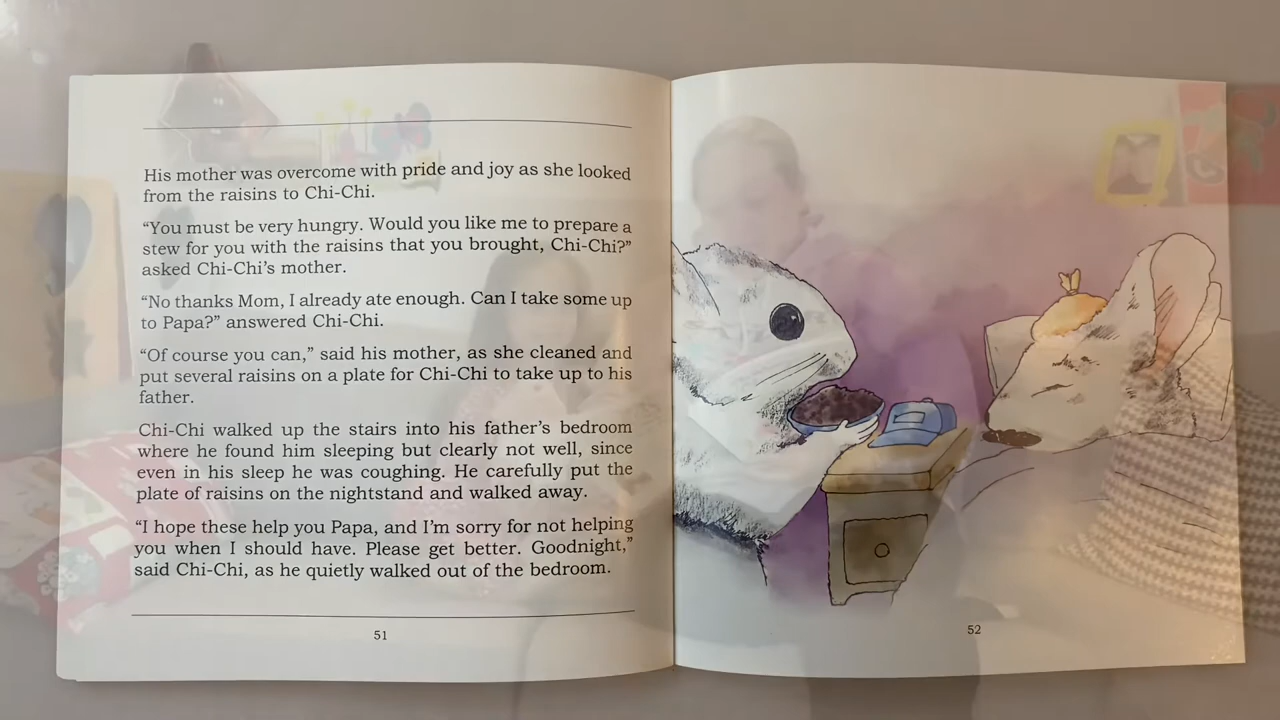 His mother was overcome with pride and joy as she looked
from the raisins to Chi-Chi.
“You must be very hungry. Would you like me to prepare a
stew for you with the raisins that you brought, Chi-Chi?”
asked Chi-Chi’s mother.
“No thanks Mom, I already ate enough. Can I take some up
to Papa?” answered Chi-Chi.
“Of course you can,” said his mother, as she cleaned and
put several raisins on a plate for Chi-Chi to take up to his
father.
Chi-Chi walked up the stairs into his father’s bedroom
where he found him sleeping but clearly not well, since
even in his sleep he was coughing. He carefully put the
plate of raisins on the nightstand and walked away.
“I hope these help you Papa, and I’m sorry for not helping
you when I should have. Please get better. Goodnight,”
said Chi-Chi, as he quietly walked out of the bedroom.
51
52